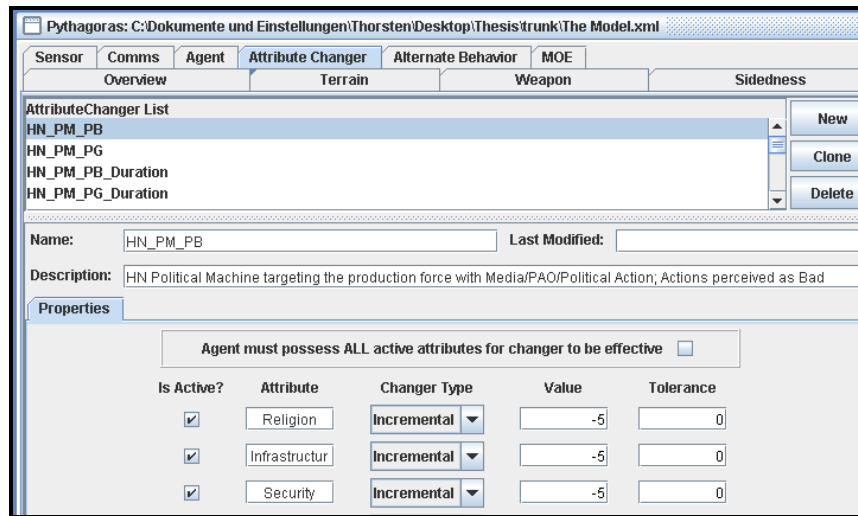 Pythagoras: C:\Dokumente und Einstellungen\Thorsten\Desktop\Thesis\trunk\The Model.xml
Sensor Comms Agent Attribute Changer Alternate Behavior MOE
Overview Terrain Weapon Sidedness
AttributeChanger List
HN_PM_PB
HN_PM_PG
HN_PM_PB_Duration
HN_PM_PG_Duration
New
Clone
Delete
Name: HN_PM_PB Last Modified:
Description: HN Political Machine targeting the production force with Media/PAO/Political Action; Actions perceived as Bad
Properties
Agent must possess ALL active attributes for changer to be effective
Is Active? Attribute Changer Type Value Tolerance
Religion Incremental -5 0
Infrastructur Incremental -5 0
Security Incremental -5 0